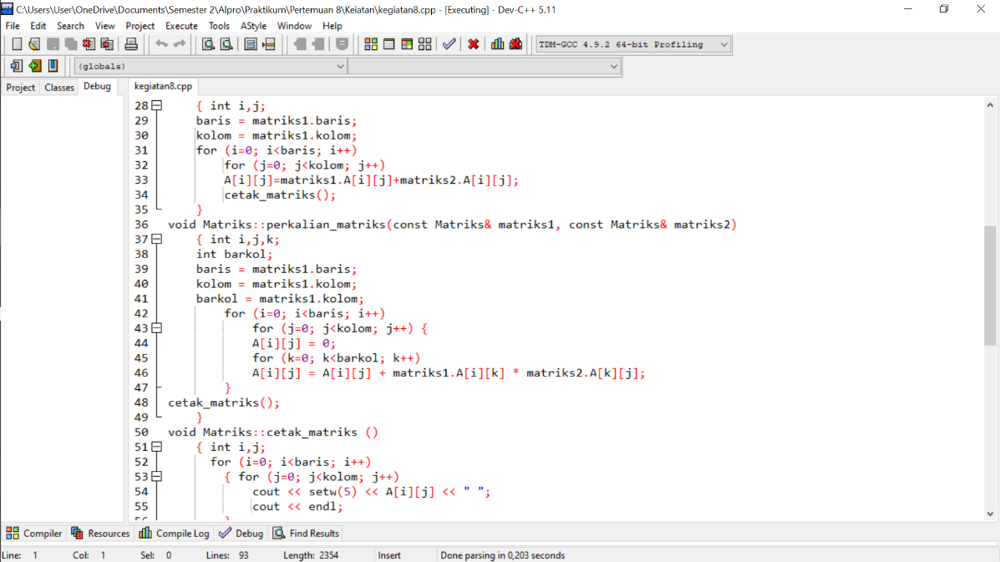 C:\Users\User\OneDrive\Documents\Semester 2\Alpro\Praktikum\Pertemuan 8\Keiatan\kegiatan8.cpp - [Executing] - Dev-C++ 5.11
File Edit Search View Project Execute Tools AStyle Window Help
TDM-GCC 4.9.2 64-bit Profiling
(globals)
Project Classes Debug kegiatan8.cpp
28 { int i,j;
29 baris = matriks1.baris;
30 kolom = matriks1.kolom;
31 for (i=0; i<baris; i++)
32 for (j=0; j<kolom; j++)
33 A[i][j]=matriks1.A[i][j]+matriks2.A[i][j];
34 cetak_matriks();
35 }
36 void Matriks::perkalian_matriks(const Matriks& matriks1, const Matriks& matriks2)
37 { int i,j,k;
38 int barkol;
39 baris = matriks1.baris;
40 kolom = matriks1.kolom;
41 barkol = matriks1.kolom;
42 for (i=0; i<baris; i++)
43 for (j=0; j<kolom; j++) {
44 A[i][j] = 0;
45 for (k=0; k<barkol; k++)
46 A[i][j] = A[i][j] + matriks1.A[i][k] * matriks2.A[k][j];
47 }
48 cetak_matriks();
49 }
50 void Matriks::cetak_matriks ()
51 { int i,j;
52 for (i=0; i<baris; i++)
53 { for (j=0; j<kolom; j++)
54 cout << setw(5) << A[i][j] << " ";
55 cout << endl;
56 }
Compiler Resources Compile Log Debug Find Results
Line: 1 Col: 1 Sel: 0 Lines: 93 Length: 2354 Insert Done parsing in 0,203 seconds